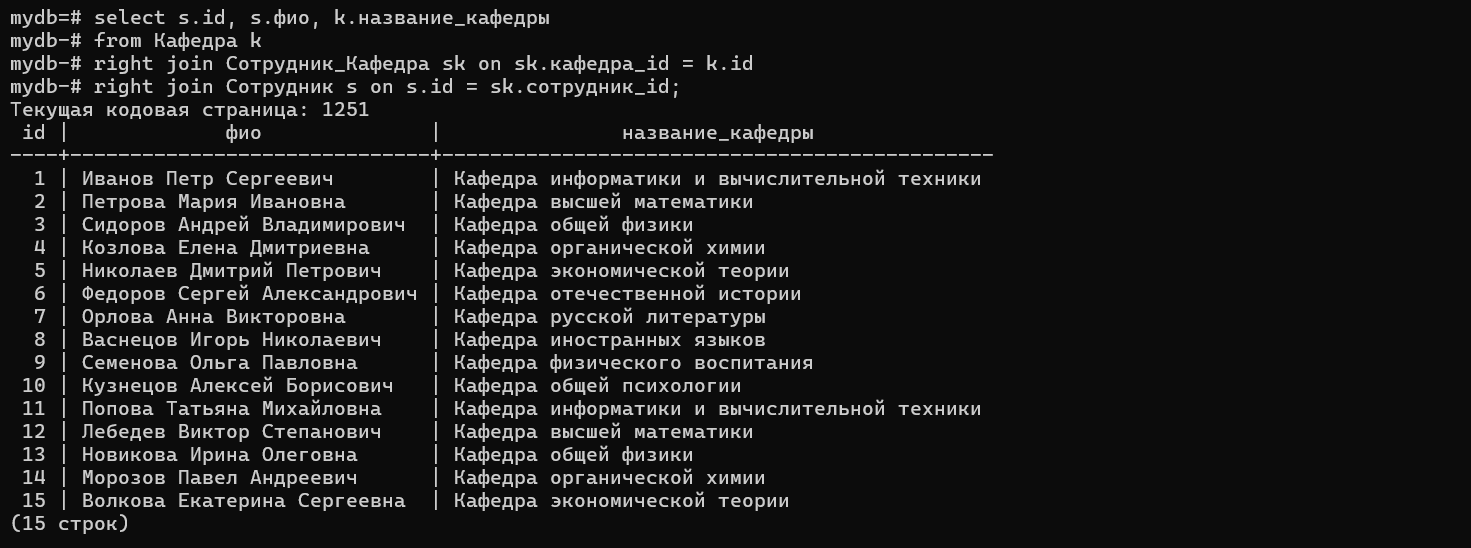 mydb=# select s.id, s.фио, k.название_кафедры
mydb-# from Кафедра k
mydb-# right join Сотрудник_Кафедра sk on sk.кафедра_id = k.id
mydb-# right join Сотрудник s on s.id = sk.сотрудник_id;
Текущая кодовая страница: 1251
 id |             фио              |               название_кафедры
----+------------------------------+----------------------------------------------
  1 | Иванов Петр Сергеевич        | Кафедра информатики и вычислительной техники
  2 | Петрова Мария Ивановна       | Кафедра высшей математики
  3 | Сидоров Андрей Владимирович  | Кафедра общей физики
  4 | Козлова Елена Дмитриевна     | Кафедра органической химии
  5 | Николаев Дмитрий Петрович    | Кафедра экономической теории
  6 | Федоров Сергей Александрович | Кафедра отечественной истории
  7 | Орлова Анна Викторовна       | Кафедра русской литературы
  8 | Васнецов Игорь Николаевич    | Кафедра иностранных языков
  9 | Семенова Ольга Павловна      | Кафедра физического воспитания
 10 | Кузнецов Алексей Борисович   | Кафедра общей психологии
 11 | Попова Татьяна Михайловна    | Кафедра информатики и вычислительной техники
 12 | Лебедев Виктор Степанович    | Кафедра высшей математики
 13 | Новикова Ирина Олеговна      | Кафедра общей физики
 14 | Морозов Павел Андреевич      | Кафедра органической химии
 15 | Волкова Екатерина Сергеевна  | Кафедра экономической теории
(15 строк)